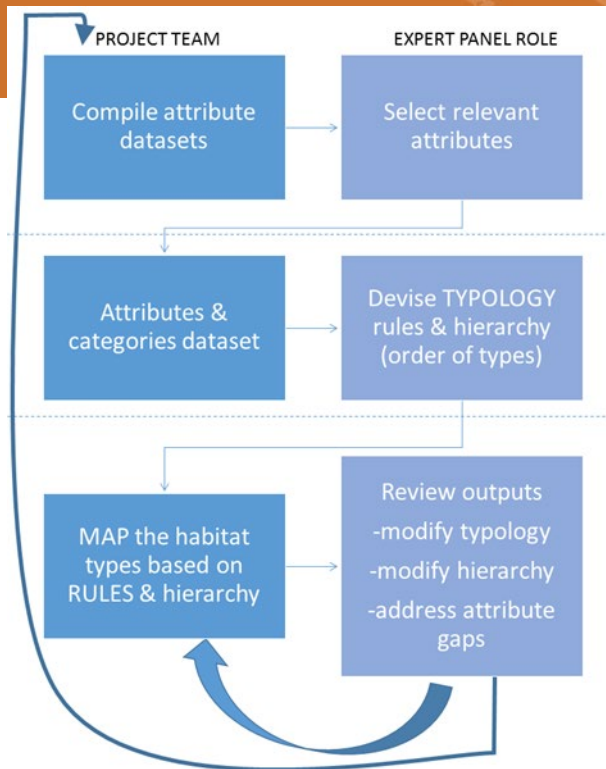 PROJECT TEAM
EXPERT PANEL ROLE
Compile attribute
datasets
Select relevant
attributes
Attributes &
categories dataset
Devise TYPOLOGY
rules & hierarchy
(order of types)
MAP the habitat
types based on
RULES & hierarchy
Review outputs
-modify typology
-modify hierarchy
-address attribute
gaps